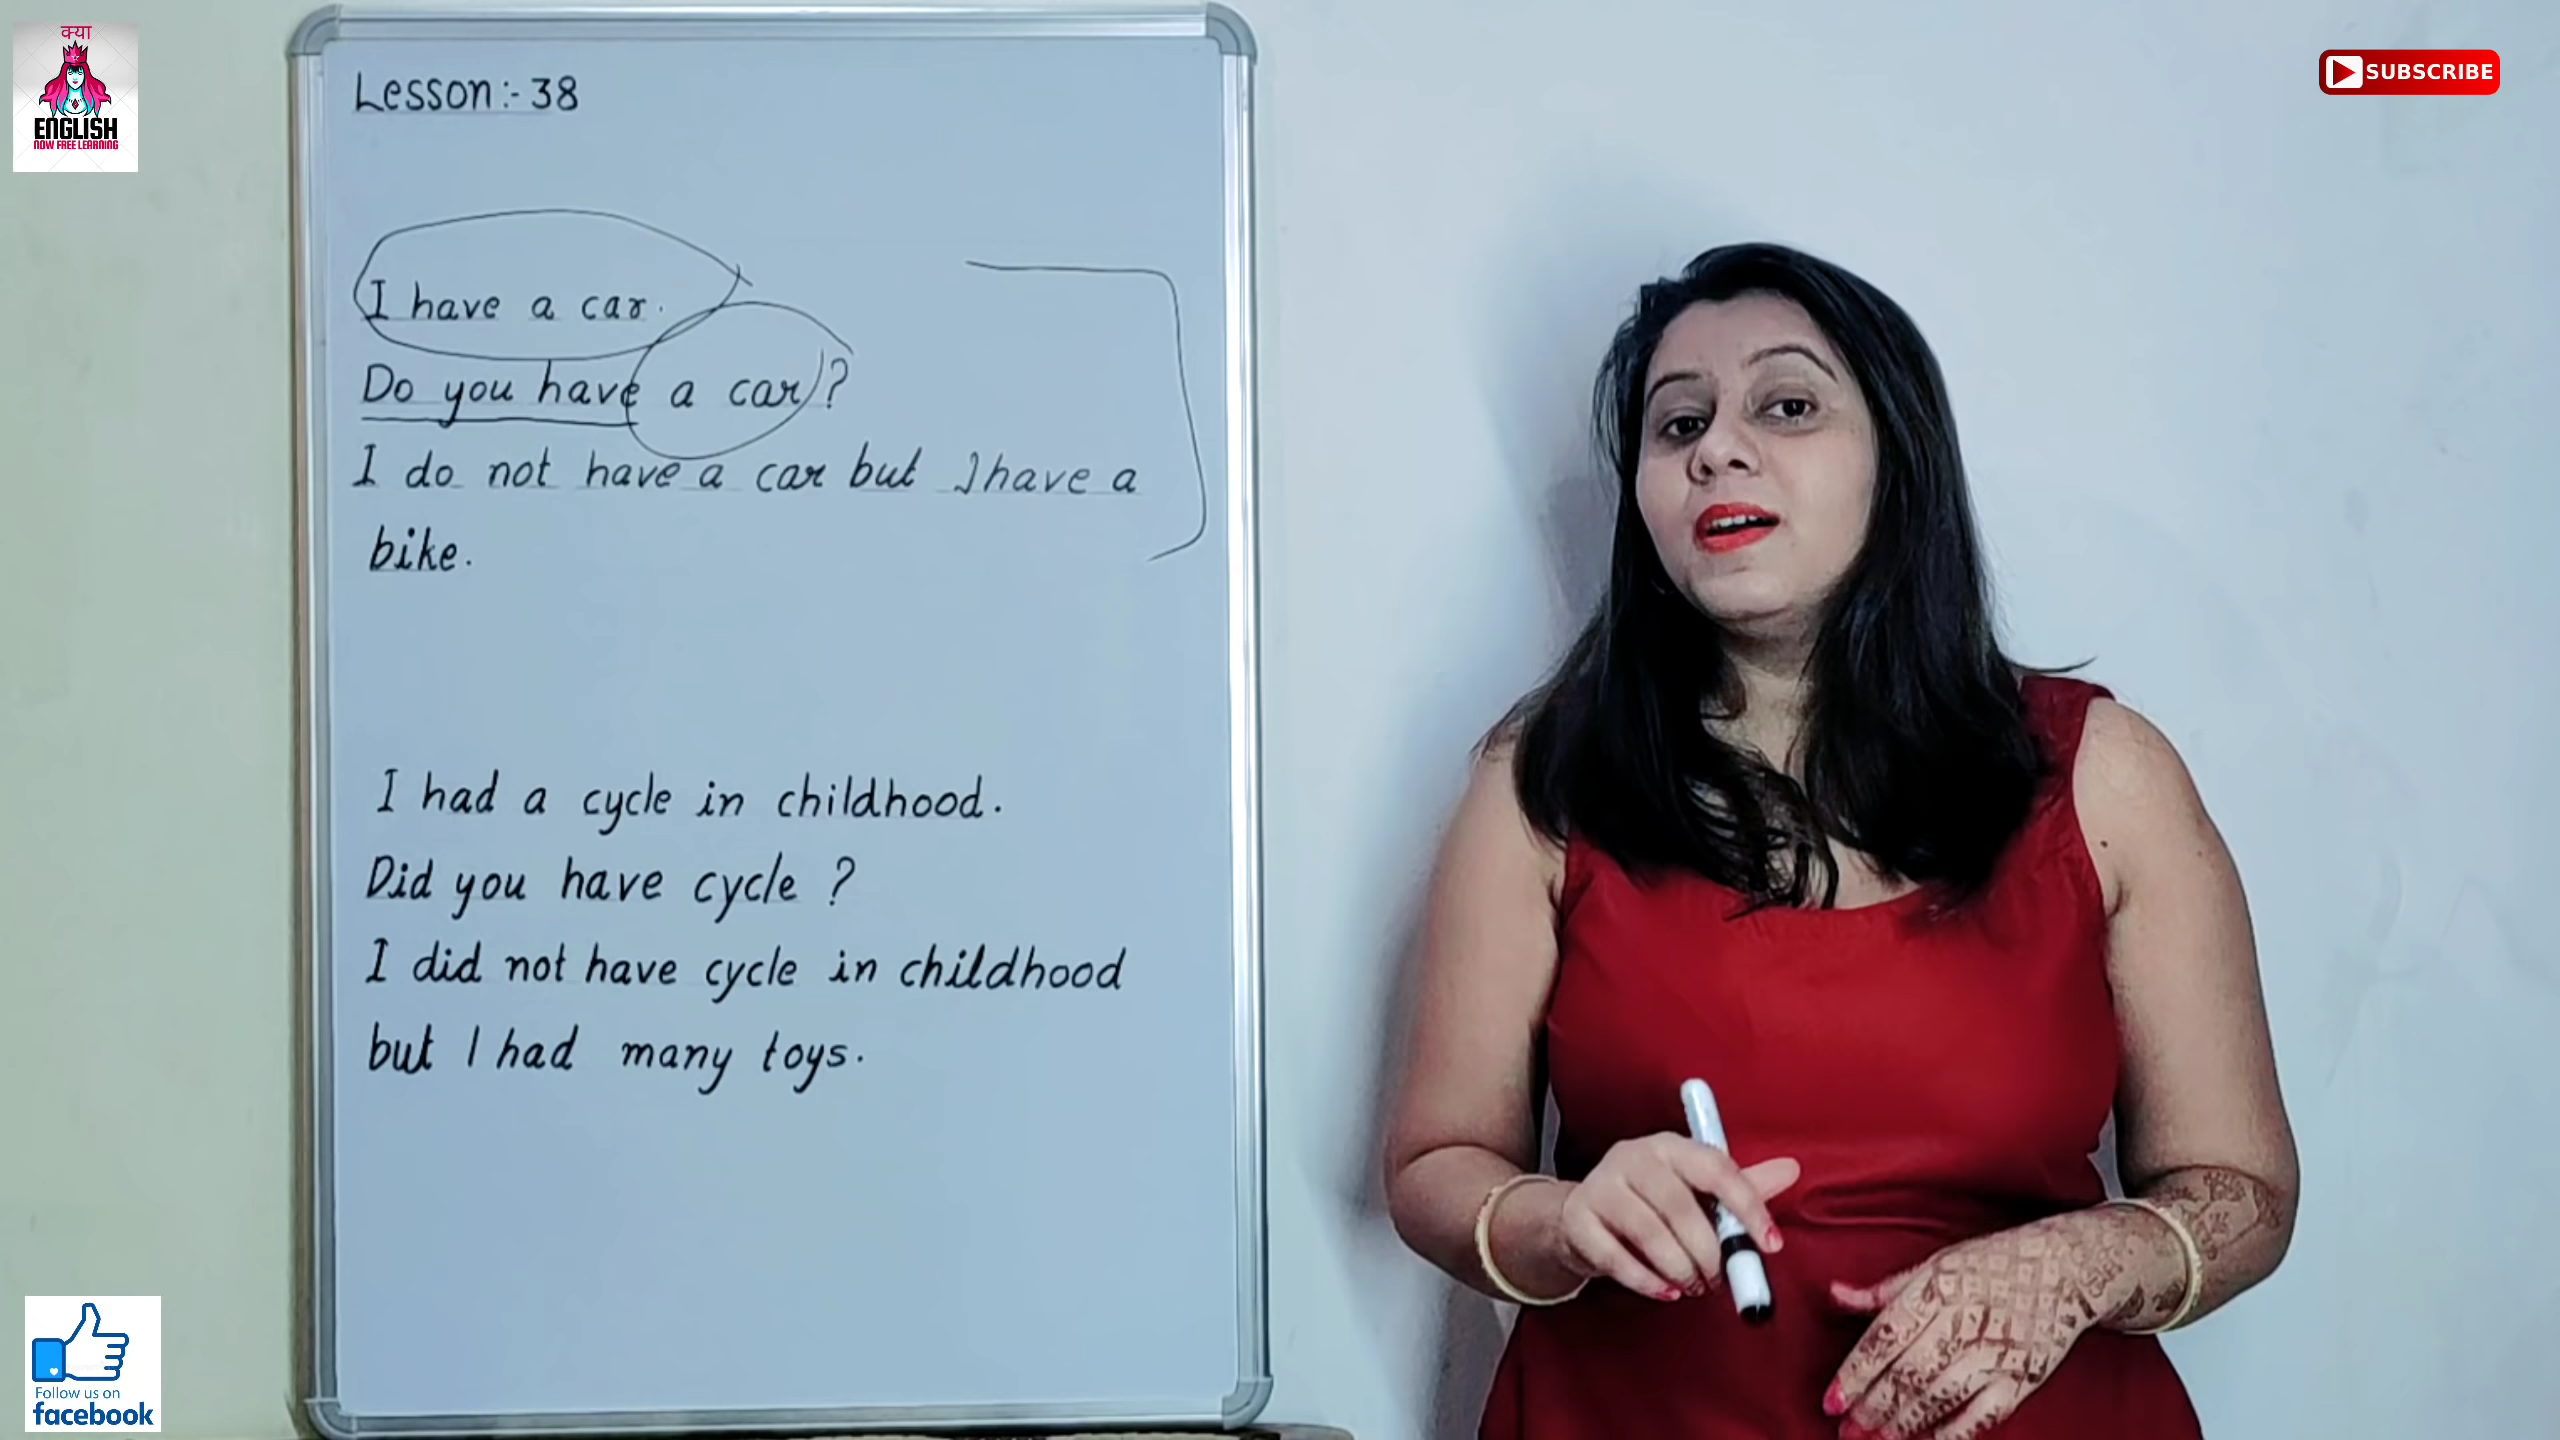 क्या
ENGLISH
NOW FREE LEARNING
SUBSCRIBE
Lesson:- 38
I have a car.
Do you have a car?
I do not have a car but I have a
bike.
I had a cycle in childhood.
Did you have cycle ?
I did not have cycle in childhood
but I had many toys.
Follow us on
facebook